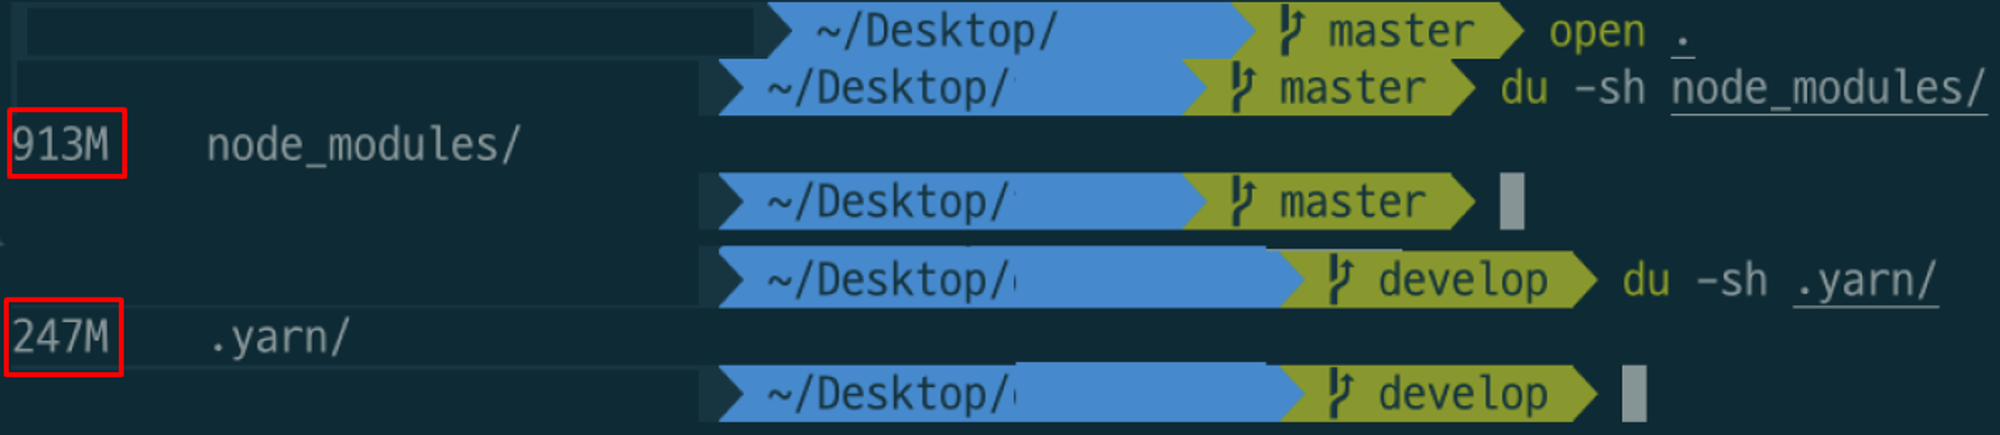 ~/Desktop/ master open .
~/Desktop/ master du -sh node_modules/
913M node_modules/
~/Desktop/ master
~/Desktop/ develop du -sh .yarn/
247M .yarn/
~/Desktop/ develop